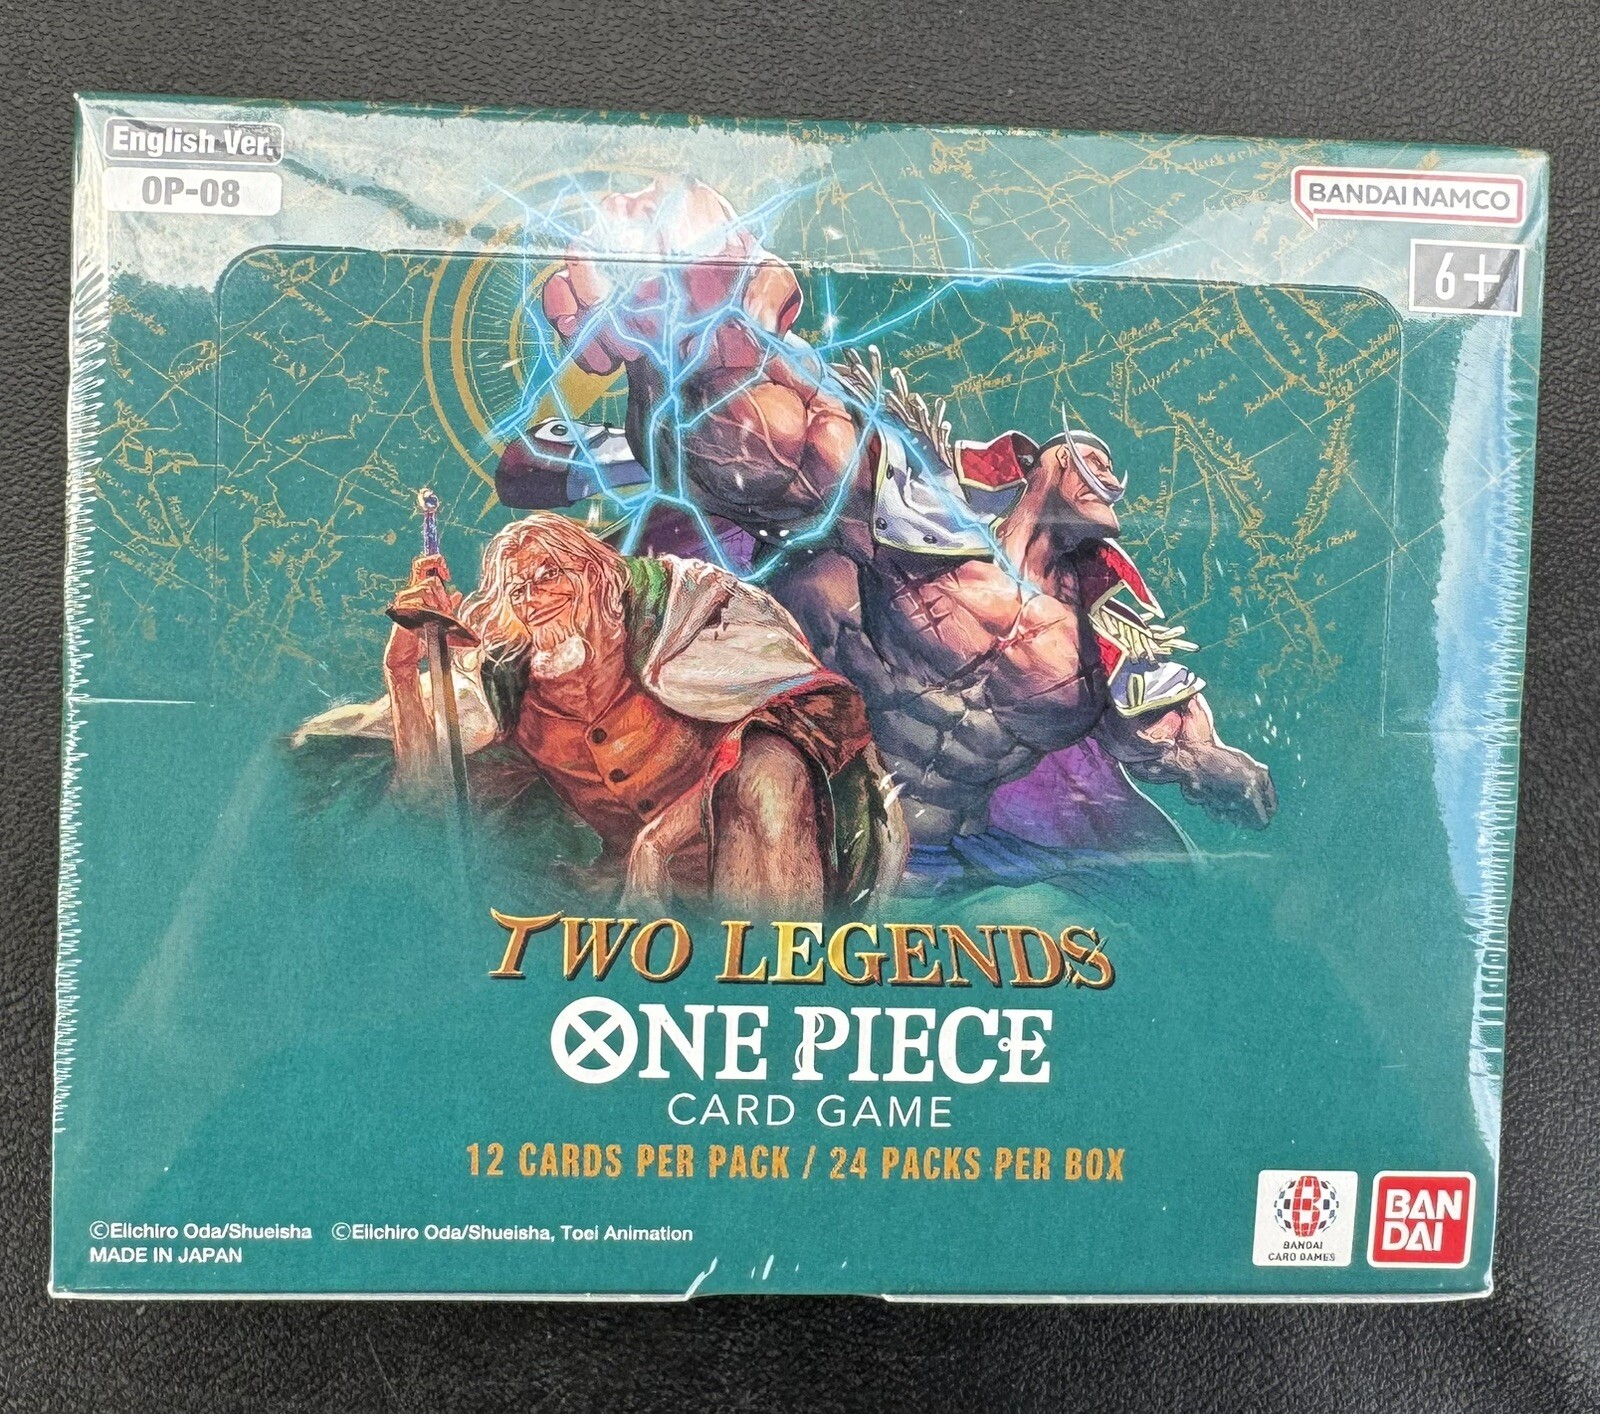 English Ver.
OP-08
BANDAI NAMCO
6+
TWO LEGENDS
ONE PIECE
CARD GAME
12 CARDS PER PACK / 24 PACKS PER BOX
©Eiichiro Oda/Shueisha ©Eiichiro Oda/Shueisha, Toei Animation
MADE IN JAPAN
B
BANDAI
CARD GAMES
BAN
DAI